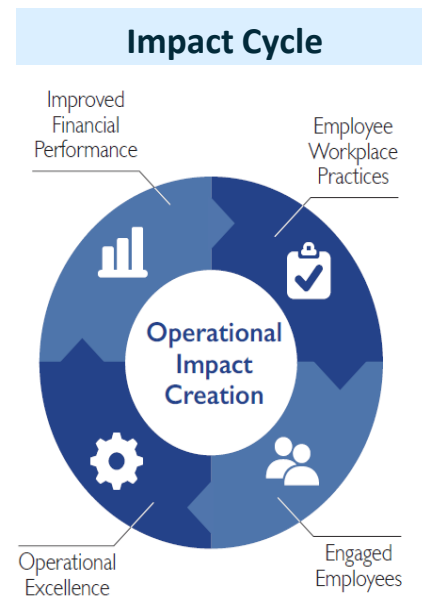 Impact Cycle
Improved
Financial
Performance
Employee
Workplace
Practices
Operational
Impact
Creation
Operational
Excellence
Engaged
Employees